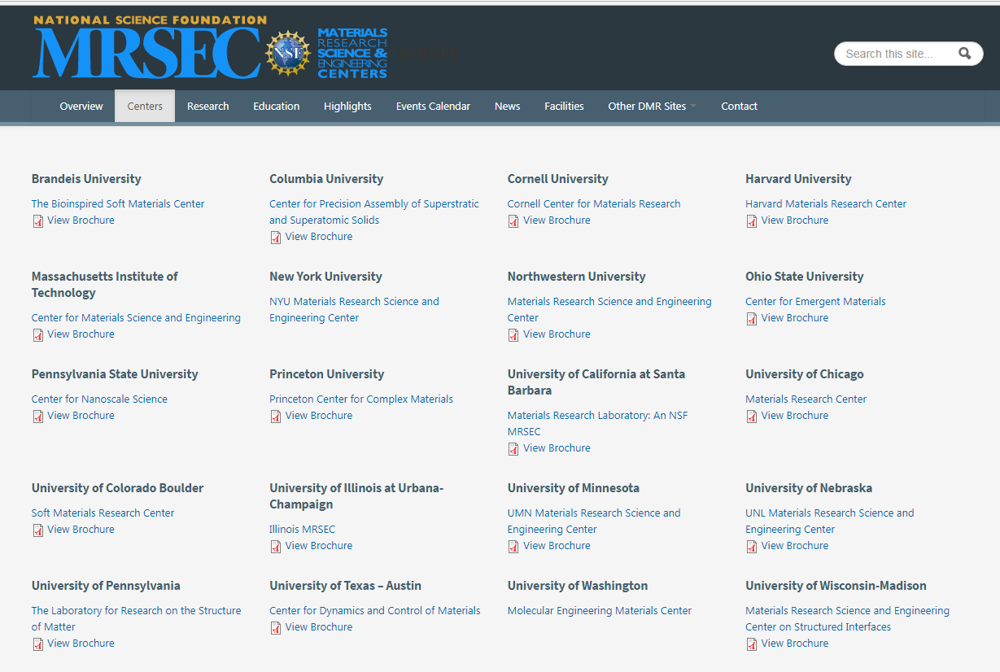 NATIONAL SCIENCE FOUNDATION
MRSEC
NSF
MATERIALS
RESEARCH
SCIENCE &
ENGINEERING
CENTERS
MRSEC
Search this site...
Overview Centers Research Education Highlights Events Calendar News Facilities Other DMR Sites Contact
Brandeis University
The Bioinspired Soft Materials Center
View Brochure
Columbia University
Center for Precision Assembly of Superstratic
and Superatomic Solids
View Brochure
Cornell University
Cornell Center for Materials Research
View Brochure
Harvard University
Harvard Materials Research Center
View Brochure
Massachusetts Institute of
Technology
Center for Materials Science and Engineering
View Brochure
New York University
NYU Materials Research Science and
Engineering Center
Northwestern University
Materials Research Science and Engineering
Center
View Brochure
Ohio State University
Center for Emergent Materials
View Brochure
Pennsylvania State University
Center for Nanoscale Science
View Brochure
Princeton University
Princeton Center for Complex Materials
View Brochure
University of California at Santa
Barbara
Materials Research Laboratory: An NSF
MRSEC
View Brochure
University of Chicago
Materials Research Center
View Brochure
University of Colorado Boulder
Soft Materials Research Center
View Brochure
University of Illinois at Urbana-
Champaign
Illinois MRSEC
View Brochure
University of Minnesota
UMN Materials Research Science and
Engineering Center
View Brochure
University of Nebraska
UNL Materials Research Science and
Engineering Center
View Brochure
University of Pennsylvania
The Laboratory for Research on the Structure
of Matter
View Brochure
University of Texas – Austin
Center for Dynamics and Control of Materials
View Brochure
University of Washington
Molecular Engineering Materials Center
University of Wisconsin-Madison
Materials Research Science and Engineering
Center on Structured Interfaces
View Brochure